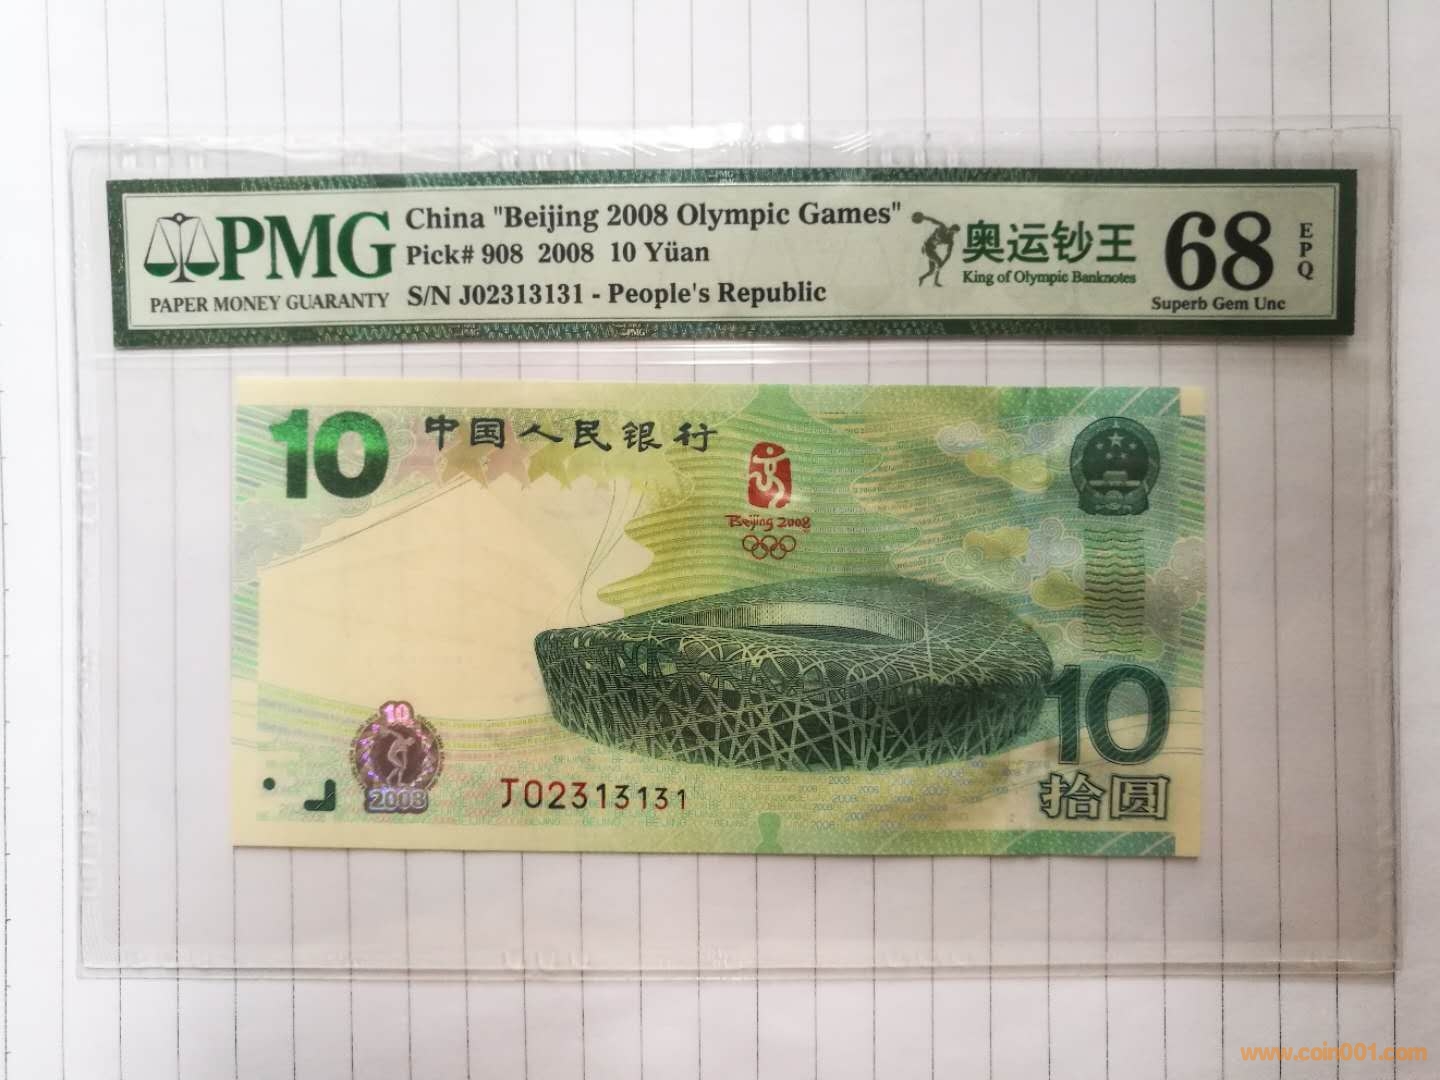 PMG
PAPER MONEY GUARANTY
China "Beijing 2008 Olympic Games"
Pick# 908 2008 10 Yüan
S/N J02313131 - People's Republic
奥运钞王
King of Olympic Banknotes
68
EPQ
Superb Gem Unc
10
中国人民银行
Beijing 2008
10
2008
J02313131
10
拾圆
www.coin001.com